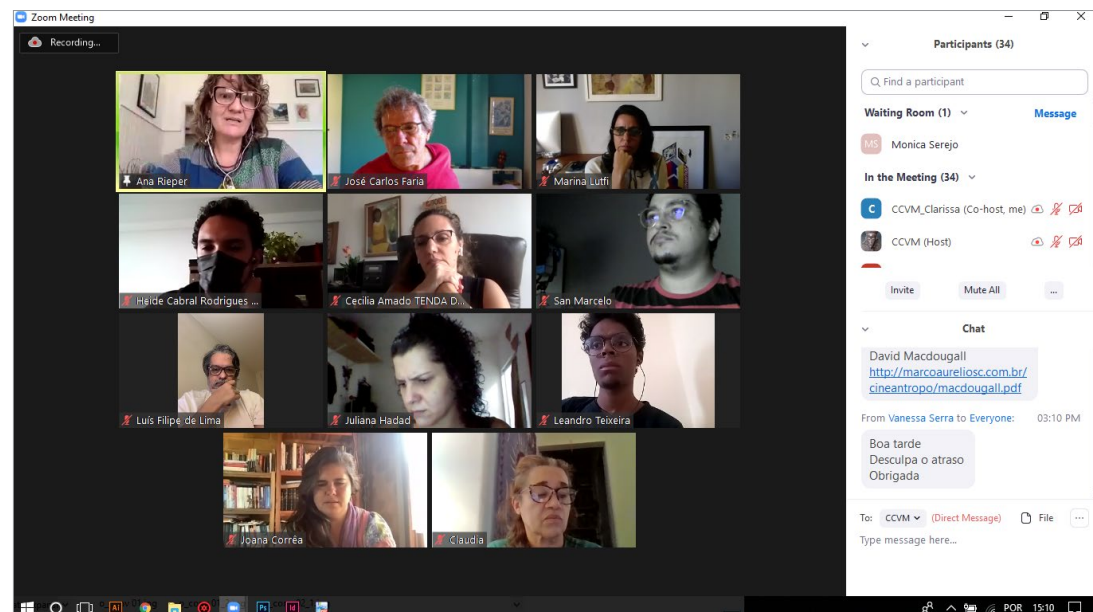 Zoom Meeting
Recording...
Ana Rieper
José Carlos Faria
Marina Lutfi
Heide Cabral Rodrigues ...
Cecilia Amado TENDA D...
San Marcelo
Luís Filipe de Lima
Juliana Hadad
Leandro Teixeira
Joana Corrêa
Claudia
Participants (34)
Find a participant
Waiting Room (1)
Message
MS
Monica Serejo
In the Meeting (34)
C
CCVM_Clarissa (Co-host, me)
CCVM (Host)
Invite
Mute All
...
Chat
David Macdougall
http://marcoaureliosc.com.br/
cineantropo/macdougall.pdf
From Vanessa Serra to Everyone:
03:10 PM
Boa tarde
Desculpa o atraso
Obrigada
To: CCVM (Direct Message)
File
...
Type message here...
Ai
Ps
Id
POR
15:10